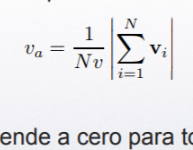 v_a = \frac{1}{Nv} \left| \sum_{i=1}^{N} \mathbf{v}_i \right|
ende a cero para to